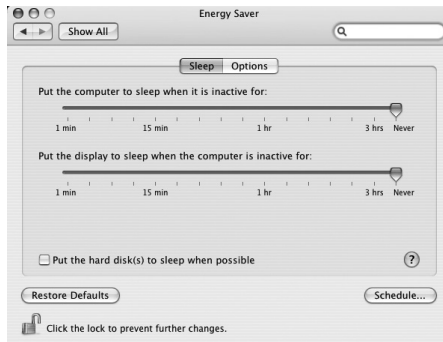 Energy Saver
Show All
Sleep Options
Put the computer to sleep when it is inactive for:
1 min 15 min 1 hr 3 hrs Never
Put the display to sleep when the computer is inactive for:
1 min 15 min 1 hr 3 hrs Never
Put the hard disk(s) to sleep when possible ?
Restore Defaults Schedule...
Click the lock to prevent further changes.